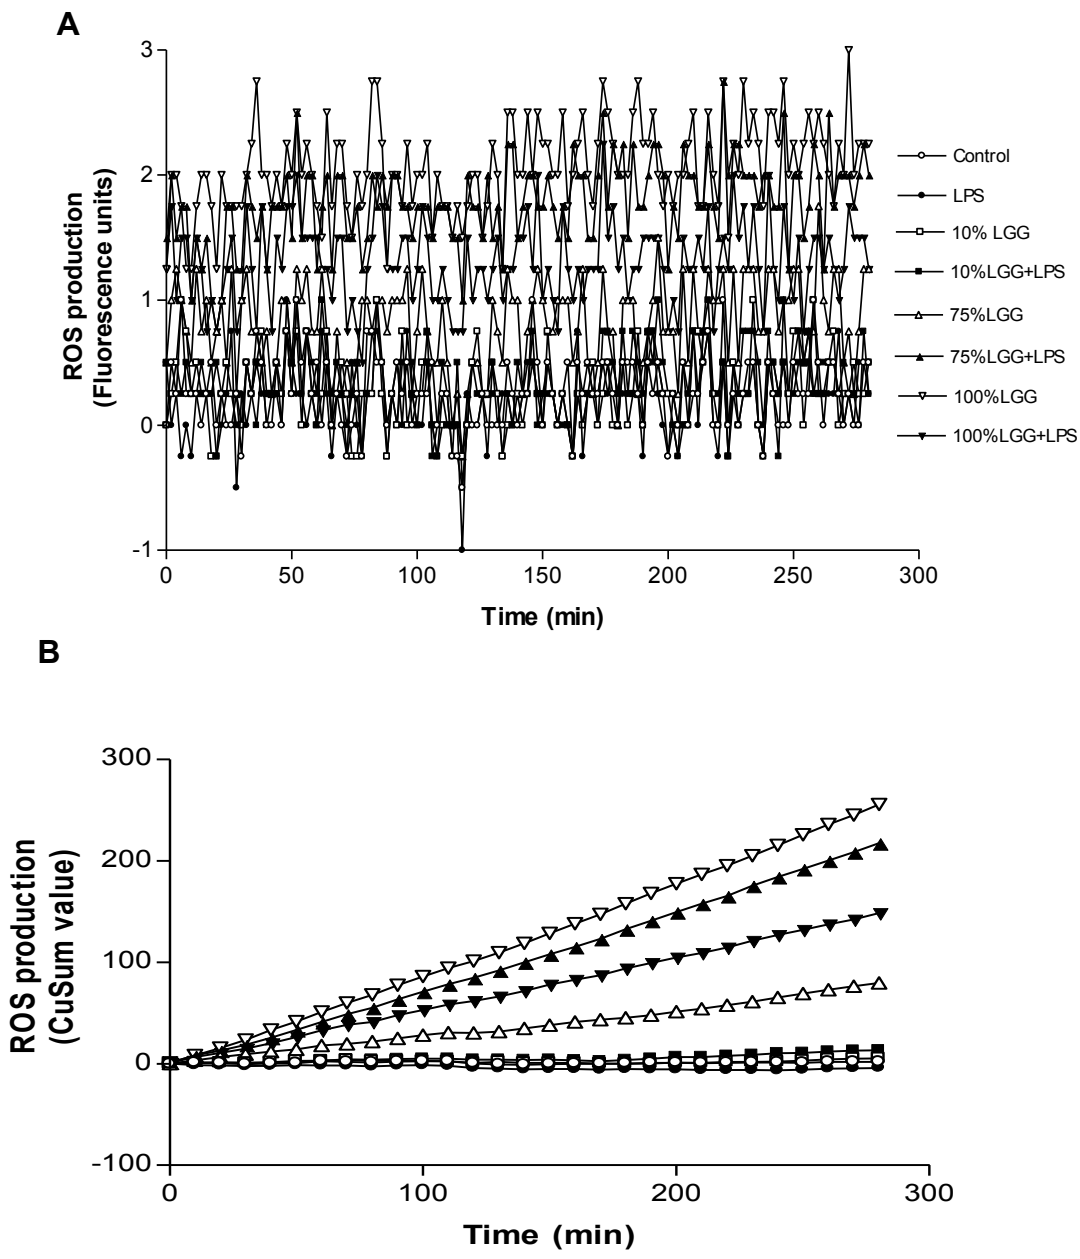 A
3
2
1
0
-1
ROS production
(Fluorescence units)
0 50 100 150 200 250 300
Time (min)
Control
LPS
10% LGG
10%LGG+LPS
75%LGG
75%LGG+LPS
100%LGG
100%LGG+LPS
B
300
200
100
0
-100
ROS production
(CuSum value)
0 100 200 300
Time (min)